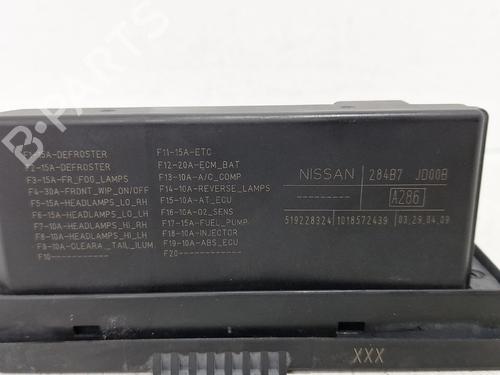 F1-15A-DEFROSTER
F2-15A-DEFROSTER
F3-15A-FR_FOG_LAMPS
F4-30A-FRONT_WIP_ON/OFF
F5-15A-HEADLAMPS_LO_RH
F6-15A-HEADLAMPS_LO_LH
F7-10A-HEADLAMPS_HI_RH
F8-10A-HEADLAMPS_HI_LH
F9-10A-CLEARA_TAIL_ILUM.
F10-----------
F11-15A-ETC
F12-20A-ECM_BAT
F13-10A-A/C_COMP
F14-10A-REVERSE_LAMPS
F15-10A-AT_ECU
F16-10A-O2_SENS
F17-15A-FUEL_PUMP
F18-10A-INJECTOR
F19-10A-ABS_ECU
F20-----------
NISSAN 284B7 JD00B
A286
519228324 1018572439 03,29,04,09
XXX
B-Parts